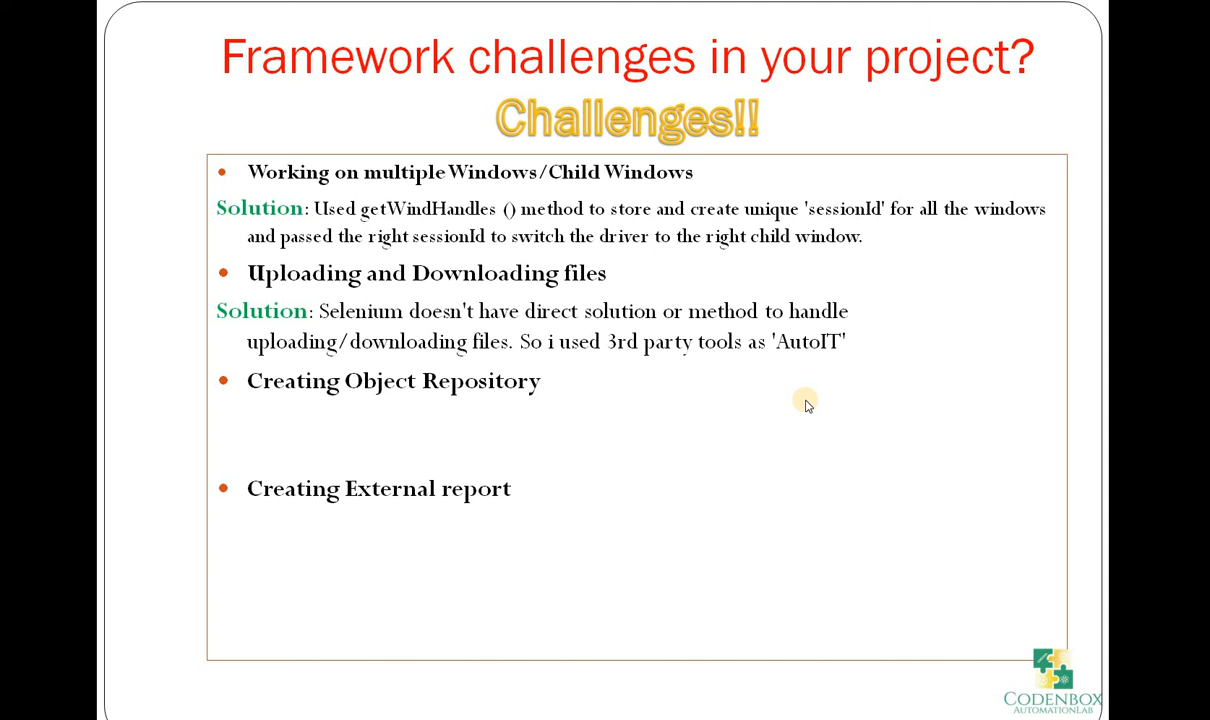 Framework challenges in your project?
Challenges!!
• Working on multiple Windows/Child Windows
Solution: Used getWindHandles () method to store and create unique 'sessionId' for all the windows
and passed the right sessionId to switch the driver to the right child window.
• Uploading and Downloading files
Solution: Selenium doesn't have direct solution or method to handle
uploading/downloading files. So i used 3rd party tools as 'AutoIT'
• Creating Object Repository
• Creating External report
CODENBOX
AUTOMATIONLAB